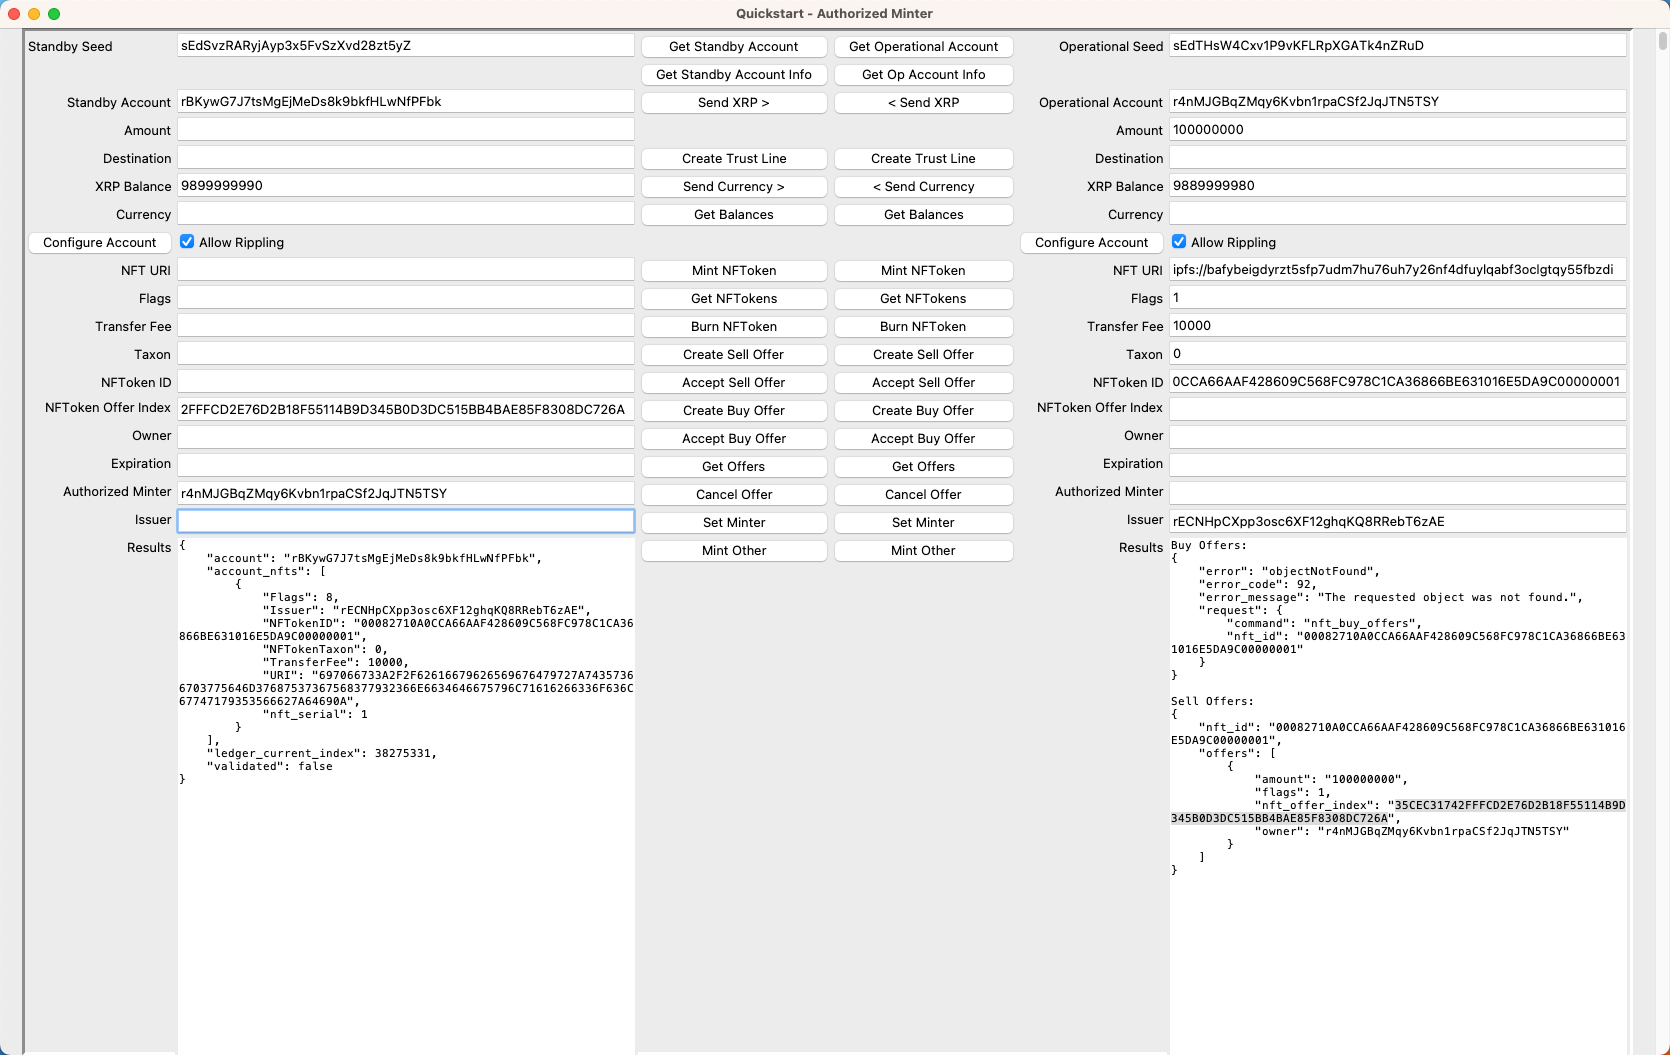 Quickstart - Authorized Minter
Standby Seed sEdSvzRARyjAyp3x5FvSzXvd28zt5yZ Get Standby Account Get Operational Account Operational Seed sEdTHsW4Cxv1P9vKFLRpXGATk4nZRuD
Get Standby Account Info Get Op Account Info
Standby Account rBKywG7J7tsMgEjMeDs8k9bkfHLwNfPFbk Send XRP > < Send XRP Operational Account r4nMJGBqZMqy6Kvbn1rpaCSf2JqJTN5TSY
Amount Amount 100000000
Destination Create Trust Line Create Trust Line Destination
XRP Balance 9899999990 Send Currency > < Send Currency XRP Balance 9889999980
Currency Get Balances Get Balances Currency
Configure Account Allow Rippling Configure Account Allow Rippling
NFT URI Mint NFToken Mint NFToken NFT URI ipfs://bafybeigdyrzt5sfp7udm7hu76uh7y26nf4dfuylqabf3oclgtqy55fbzdi
Flags Get NFTokens Get NFTokens Flags 1
Transfer Fee Burn NFToken Burn NFToken Transfer Fee 10000
Taxon Create Sell Offer Create Sell Offer Taxon 0
NFToken ID Accept Sell Offer Accept Sell Offer NFToken ID 0CCA66AAF428609C568FC978C1CA36866BE631016E5DA9C00000001
NFToken Offer Index 2FFFCD2E76D2B18F55114B9D345B0D3DC515BB4BAE85F8308DC726A Create Buy Offer Create Buy Offer NFToken Offer Index
Owner Accept Buy Offer Accept Buy Offer Owner
Expiration Get Offers Get Offers Expiration
Authorized Minter r4nMJGBqZMqy6Kvbn1rpaCSf2JqJTN5TSY Cancel Offer Cancel Offer Authorized Minter
Issuer Set Minter Set Minter Issuer rECNHpCXpp3osc6XF12ghqKQ8RRebT6zAE
Results Mint Other Mint Other Results
{
"account": "rBKywG7J7tsMgEjMeDs8k9bkfHLwNfPFbk",
"account_nfts": [
{
"Flags": 8,
"Issuer": "rECNHpCXpp3osc6XF12ghqKQ8RRebT6zAE",
"NFTokenID": "00082710A0CCA66AAF428609C568FC978C1CA36
866BE631016E5DA9C00000001",
"NFTokenTaxon": 0,
"TransferFee": 10000,
"URI": "697066733A2F2F62616679626569676479727A7435736
6703775646D37687537367568377932366E6634646675796C71616266336F636C
67747179353566627A64690A",
"nft_serial": 1
}
],
"ledger_current_index": 38275331,
"validated": false
}
Buy Offers:
{
"error": "objectNotFound",
"error_code": 92,
"error_message": "The requested object was not found.",
"request": {
"command": "nft_buy_offers",
"nft_id": "00082710A0CCA66AAF428609C568FC978C1CA36866BE63
1016E5DA9C00000001"
}
}
Sell Offers:
{
"nft_id": "00082710A0CCA66AAF428609C568FC978C1CA36866BE631016
E5DA9C00000001",
"offers": [
{
"amount": "100000000",
"flags": 1,
"nft_offer_index": "35CEC31742FFFCD2E76D2B18F55114B9D
345B0D3DC515BB4BAE85F8308DC726A",
"owner": "r4nMJGBqZMqy6Kvbn1rpaCSf2JqJTN5TSY"
}
]
}